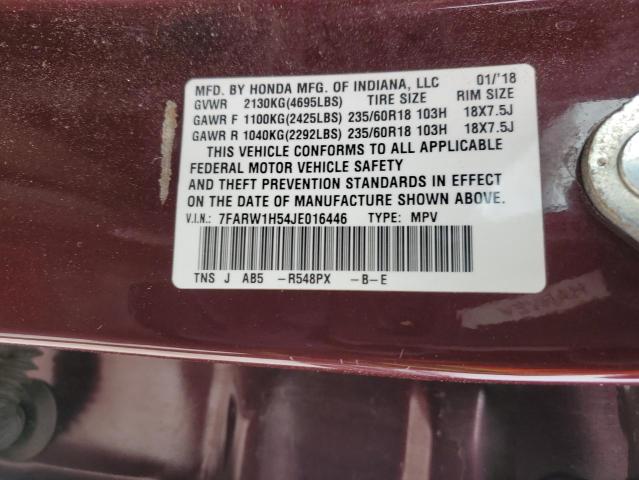 MFD. BY HONDA MFG. OF INDIANA, LLC 01/'18
GVWR 2130KG(4695LBS) TIRE SIZE RIM SIZE
GAWR F 1100KG(2425LBS) 235/60R18 103H 18X7.5J
GAWR R 1040KG(2292LBS) 235/60R18 103H 18X7.5J
THIS VEHICLE CONFORMS TO ALL APPLICABLE
FEDERAL MOTOR VEHICLE SAFETY
AND THEFT PREVENTION STANDARDS IN EFFECT
ON THE DATE OF MANUFACTURE SHOWN ABOVE.
V.I.N.: 7FARW1H54JE016446 TYPE: MPV
TNS J AB5 -R548PX -B-E